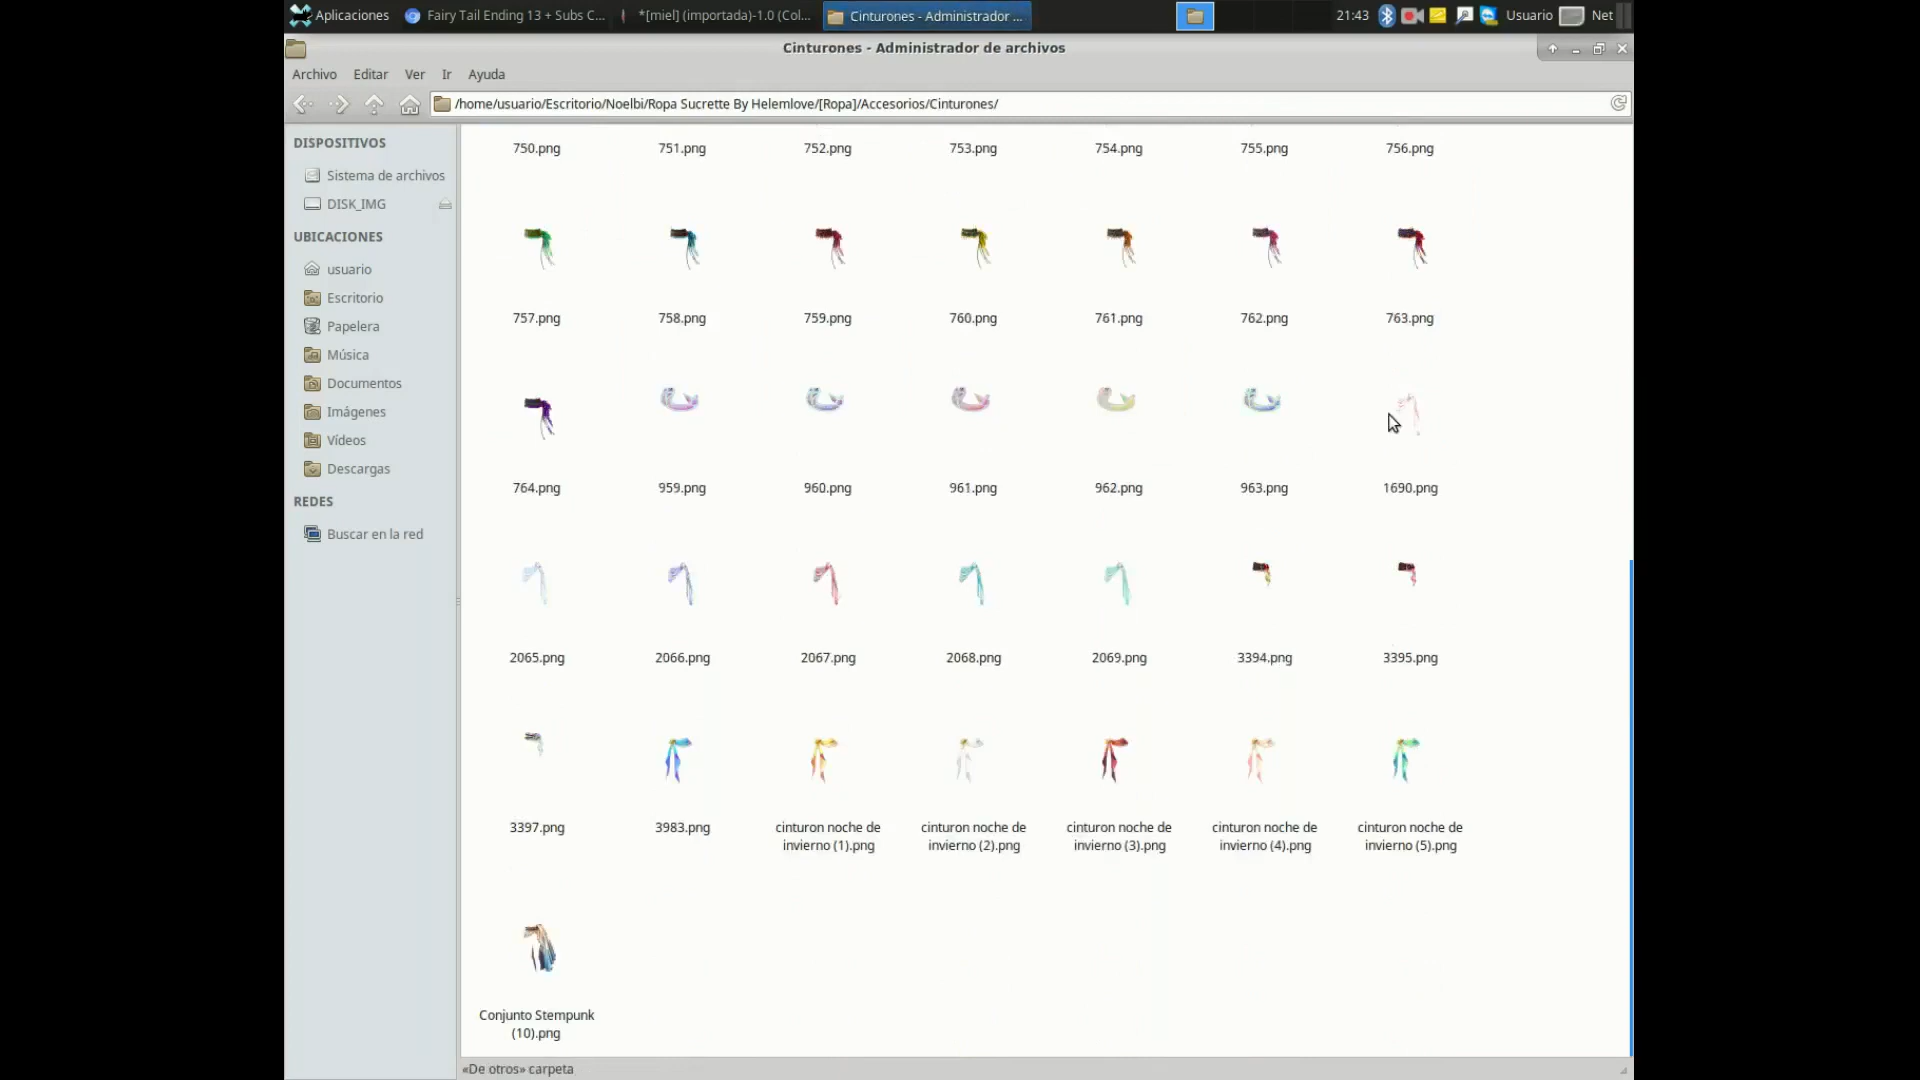 Aplicaciones
Fairy Tail Ending 13 + Subs C...
*[miel] (importada)-1.0 (Col...
Cinturones - Administrador ...
21:43
Usuario
Net
Cinturones - Administrador de archivos
Archivo Editar Ver Ir Ayuda
/home/usuario/Escritorio/Noelbi/Ropa Sucrette By Helemlove/[Ropa]/Accesorios/Cinturones/
DISPOSITIVOS
Sistema de archivos
DISK_IMG
UBICACIONES
usuario
Escritorio
Papelera
Música
Documentos
Imágenes
Vídeos
Descargas
REDES
Buscar en la red
750.png 751.png 752.png 753.png 754.png 755.png 756.png
757.png 758.png 759.png 760.png 761.png 762.png 763.png
764.png 959.png 960.png 961.png 962.png 963.png 1690.png
2065.png 2066.png 2067.png 2068.png 2069.png 3394.png 3395.png
3397.png 3983.png
cinturon noche de
invierno (1).png
cinturon noche de
invierno (2).png
cinturon noche de
invierno (3).png
cinturon noche de
invierno (4).png
cinturon noche de
invierno (5).png
Conjunto Stempunk
(10).png
«De otros» carpeta